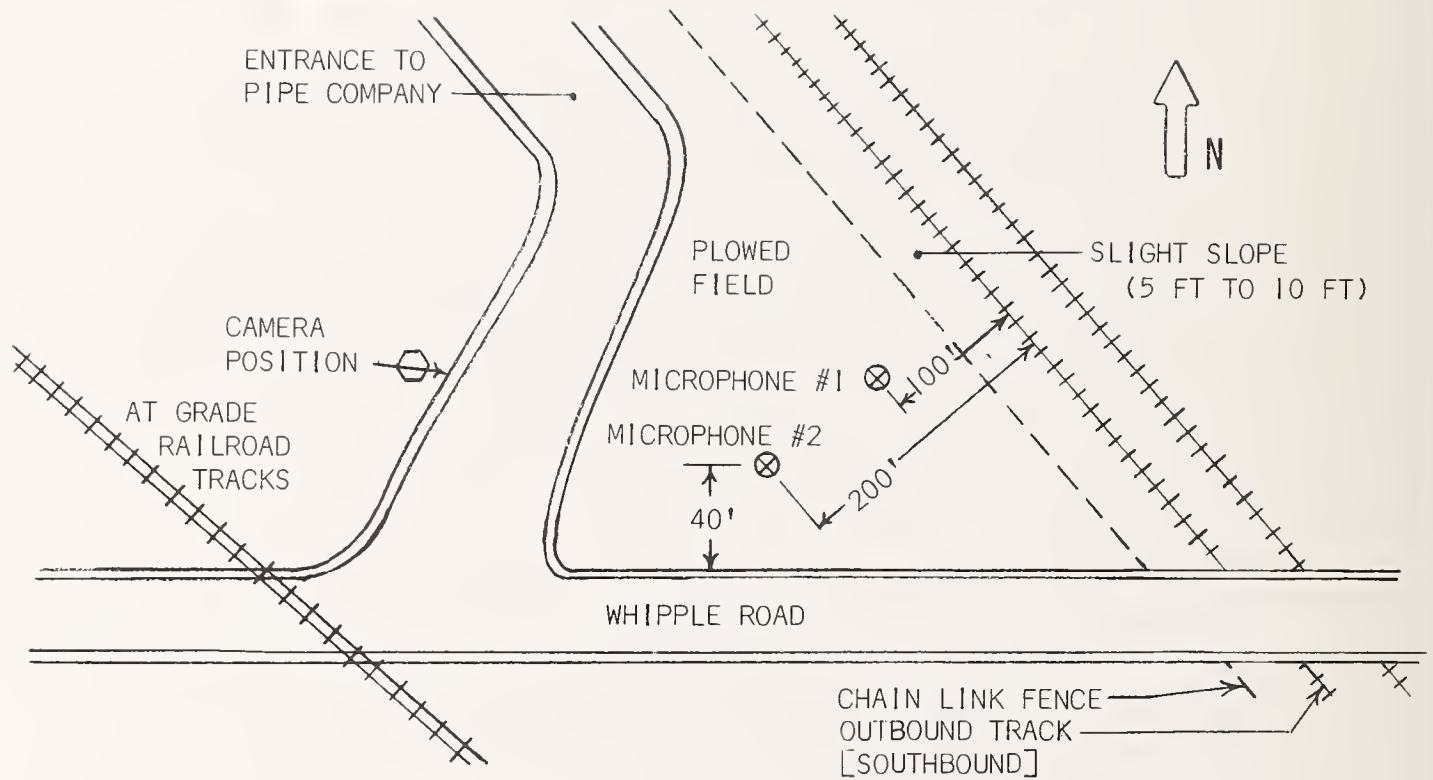 ENTRANCE TO
PIPE COMPANY
N
PLOWED
FIELD
SLIGHT SLOPE
(5 FT TO 10 FT)
CAMERA
POSITION
MICROPHONE #1
100'
AT GRADE
RAILROAD
TRACKS
MICROPHONE #2
200'
40'
WHIPPLE ROAD
CHAIN LINK FENCE
OUTBOUND TRACK
[SOUTHBOUND]